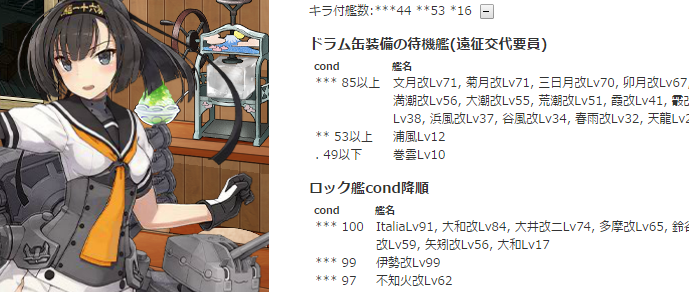 キラ付艦数:***44 **53 *16
ドラム缶装備の待機艦(遠征交代要員)
cond 艦名
*** 85以上 文月改Lv71, 菊月改Lv71, 三日月改Lv70, 卯月改Lv67,
満潮改Lv56, 大潮改Lv55, 荒潮改Lv51, 曙改Lv41,
Lv38, 浜風改Lv37, 谷風改Lv34, 春雨改Lv32, 天龍Lv2
** 53以上 浦風Lv12
. 49以下 巻雲Lv10
ロック艦cond降順
cond 艦名
*** 100 ItaliaLv91, 大和改Lv84, 大井改二Lv74, 多摩改Lv65, 鈴谷
改Lv59, 矢矧改Lv56, 大和Lv17
*** 99 伊勢改Lv99
*** 97 不知火改Lv62